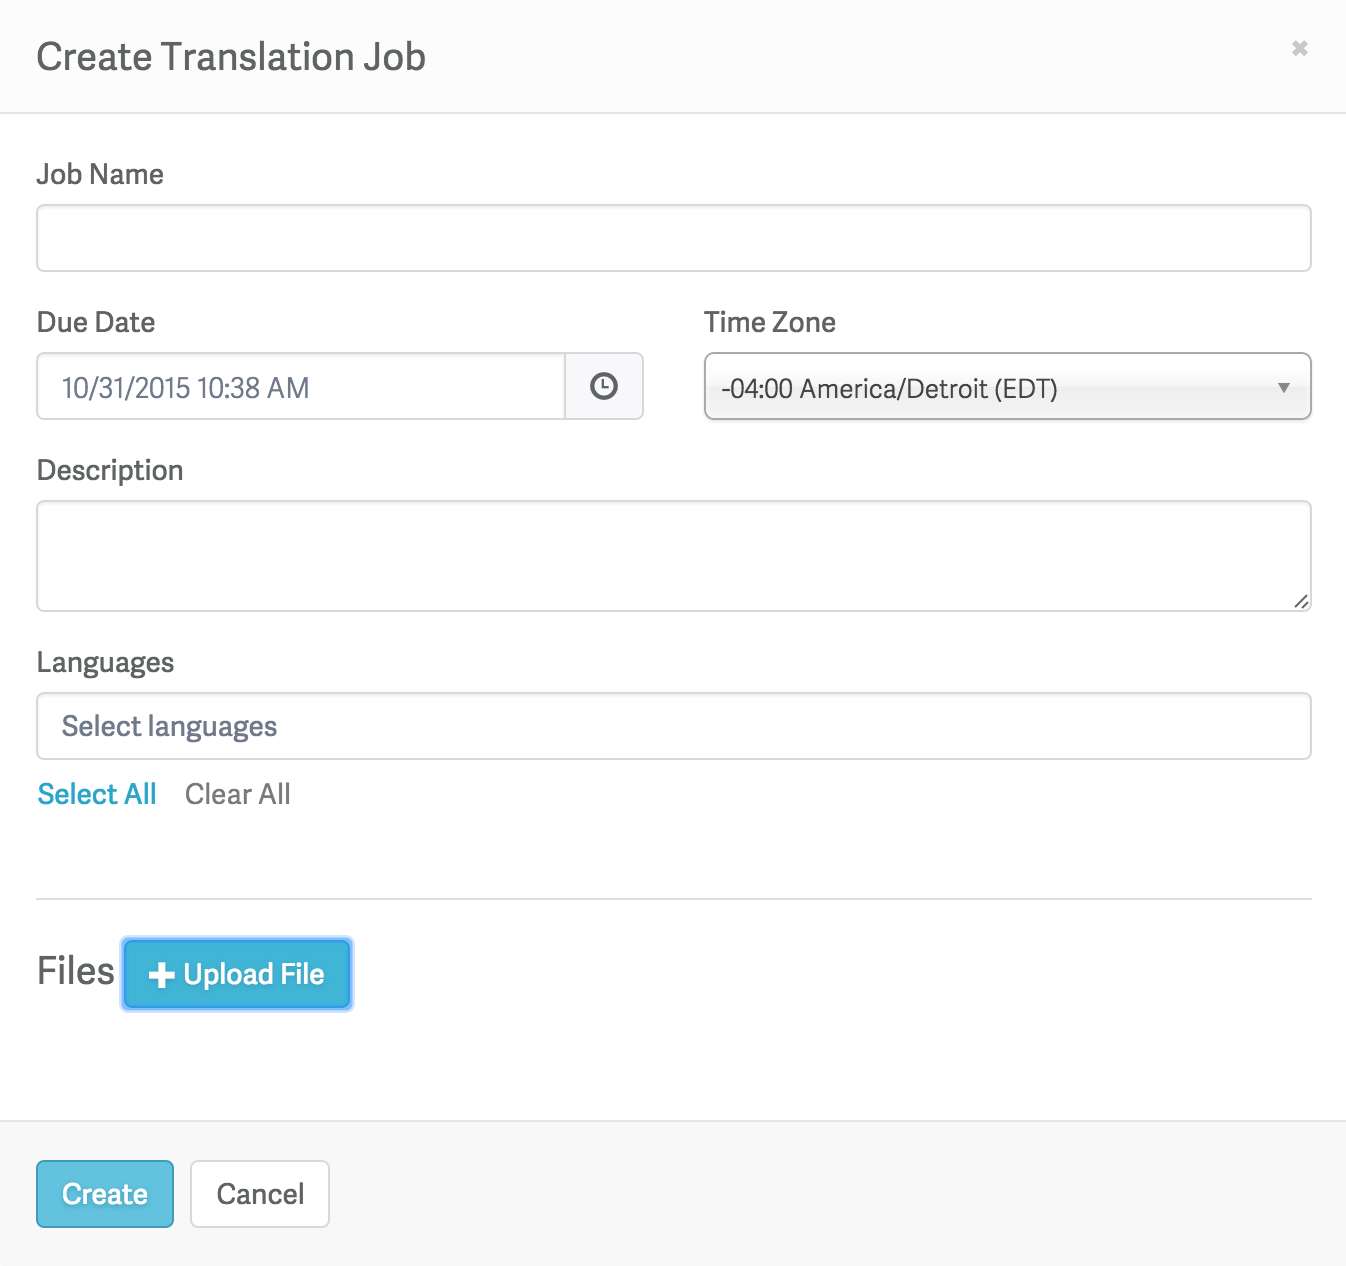 Create Translation Job
Job Name
Due Date
Time Zone
10/31/2015 10:38 AM
-04:00 America/Detroit (EDT)
Description
Languages
Select languages
Select All Clear All
Files Upload File
Create Cancel